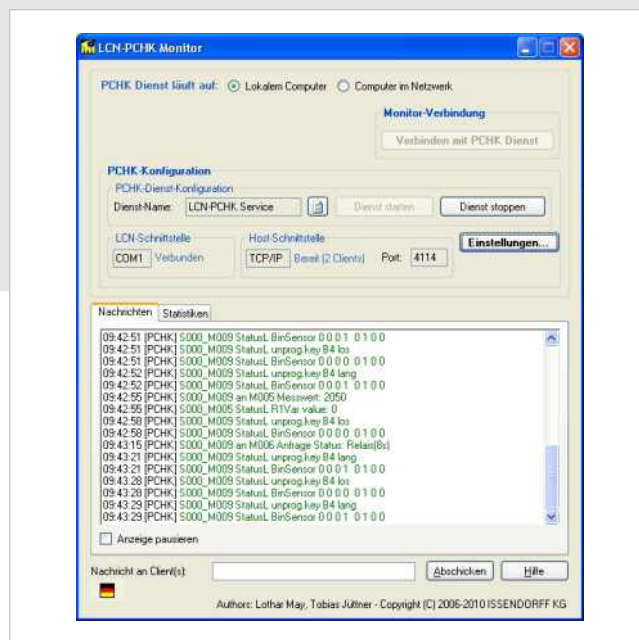 LCN-PCHK Monitor
PCHK Dienst läuft auf: Lokalem Computer Computer im Netzwerk
Monitor-Verbindung
Verbinden mit PCHK Dienst
PCHK-Konfiguration
PCHK-Dienst-Konfiguration
Dienst-Name: LCN-PCHK Service Dienst starten Dienst stoppen
LCN-Schnittstelle Host-Schnittstelle Einstellungen...
COM1 Verbunden TCP/IP Bereit (2 Clients) Port: 4114
Nachrichten Statistiken
09:42:51 [PCHK] S000_M009 StatusL BinSensor 0 0 0 1 0 1 0 0
09:42:51 [PCHK] S000_M009 StatusL unprog.key B4 los
09:42:51 [PCHK] S000_M009 StatusL BinSensor 0 0 0 0 0 1 0 0
09:42:52 [PCHK] S000_M009 StatusL unprog.key B4 lang
09:42:52 [PCHK] S000_M009 StatusL BinSensor 0 0 0 1 0 1 0 0
09:42:55 [PCHK] S000_M009 an M005 Messwert: 2050
09:42:55 [PCHK] S000_M005 StatusL R1Var value: 0
09:42:58 [PCHK] S000_M009 StatusL unprog.key B4 los
09:42:58 [PCHK] S000_M009 StatusL BinSensor 0 0 0 0 0 1 0 0
09:43:15 [PCHK] S000_M009 an M006 Anfrage Status: Relais(8s)
09:43:21 [PCHK] S000_M009 StatusL unprog.key B4 lang
09:43:21 [PCHK] S000_M009 StatusL BinSensor 0 0 0 1 0 1 0 0
09:43:28 [PCHK] S000_M009 StatusL unprog.key B4 los
09:43:28 [PCHK] S000_M009 StatusL BinSensor 0 0 0 0 0 1 0 0
09:43:29 [PCHK] S000_M009 StatusL unprog.key B4 lang
09:43:29 [PCHK] S000_M009 StatusL BinSensor 0 0 0 1 0 1 0 0
Anzeige pausieren
Nachricht an Client(s): Abschicken Hilfe
Authors: Lothar May, Tobias Jüttner - Copyright (C) 2006-2010 ISSENDORFF KG